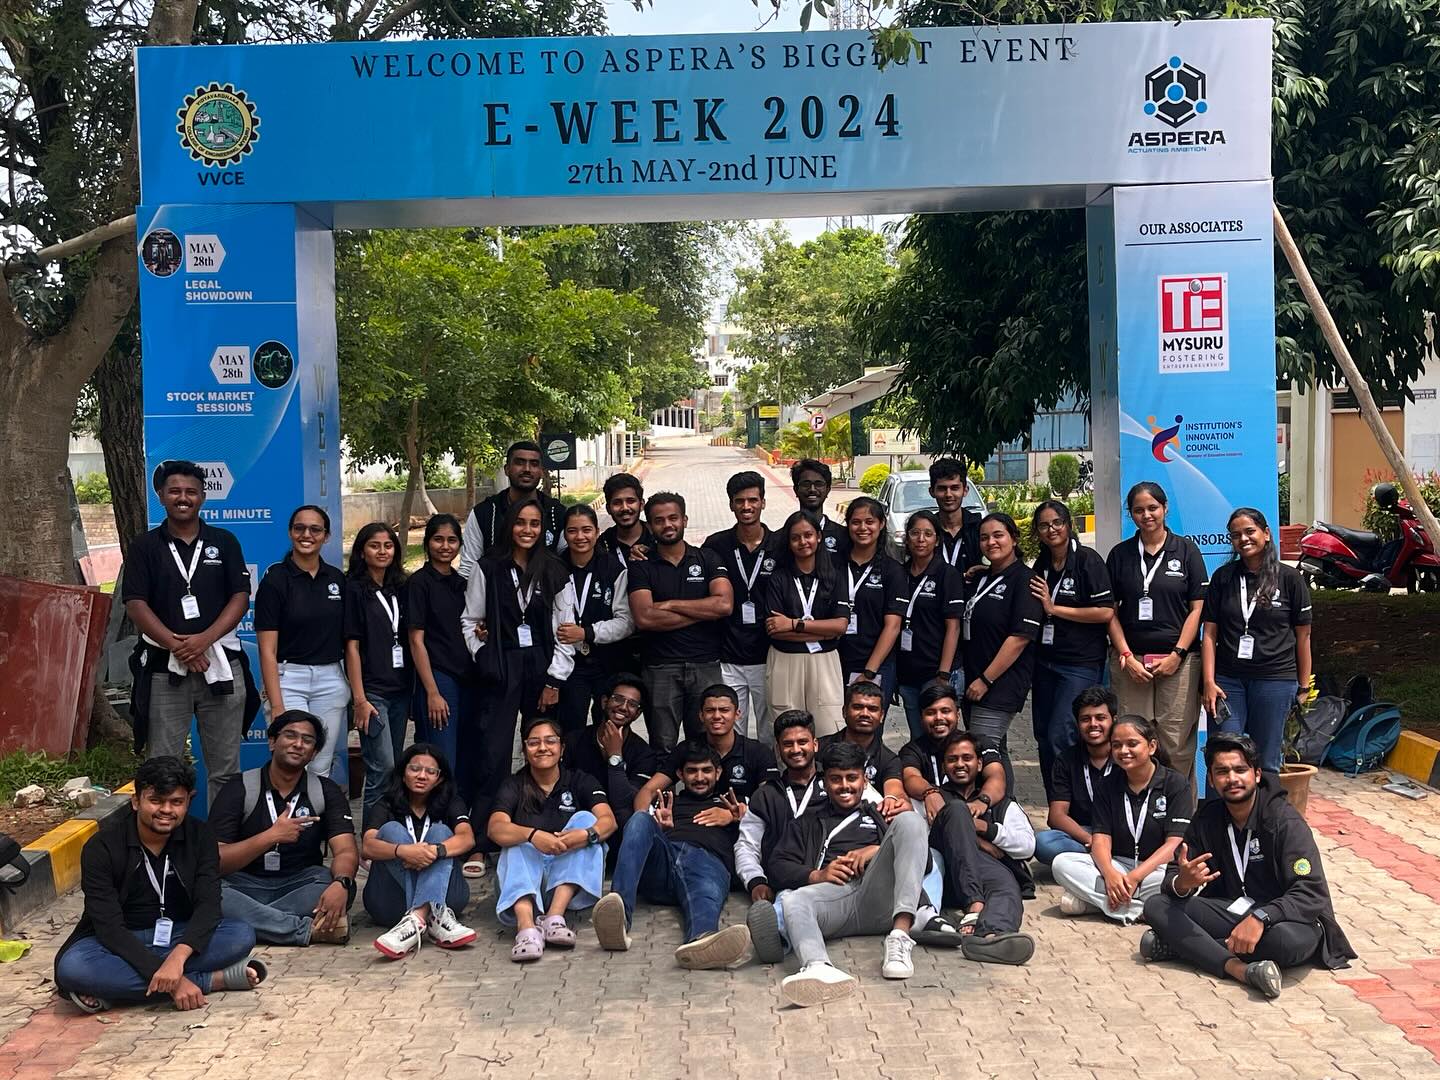 WELCOME TO ASPERA'S BIGGEST EVENT
E-WEEK 2024
27th MAY-2nd JUNE
VVCE
ASPERA
ACTUATING AMBITION
MAY
28th
LEGAL
SHOWDOWN
MAY
28th
STOCK MARKET
SESSIONS
MAY
28th
MINUTE
OUR ASSOCIATES
TiE
MYSURU
FOSTERING
ENTREPRENEURSHIP
INSTITUTION'S
INNOVATION
COUNCIL
P